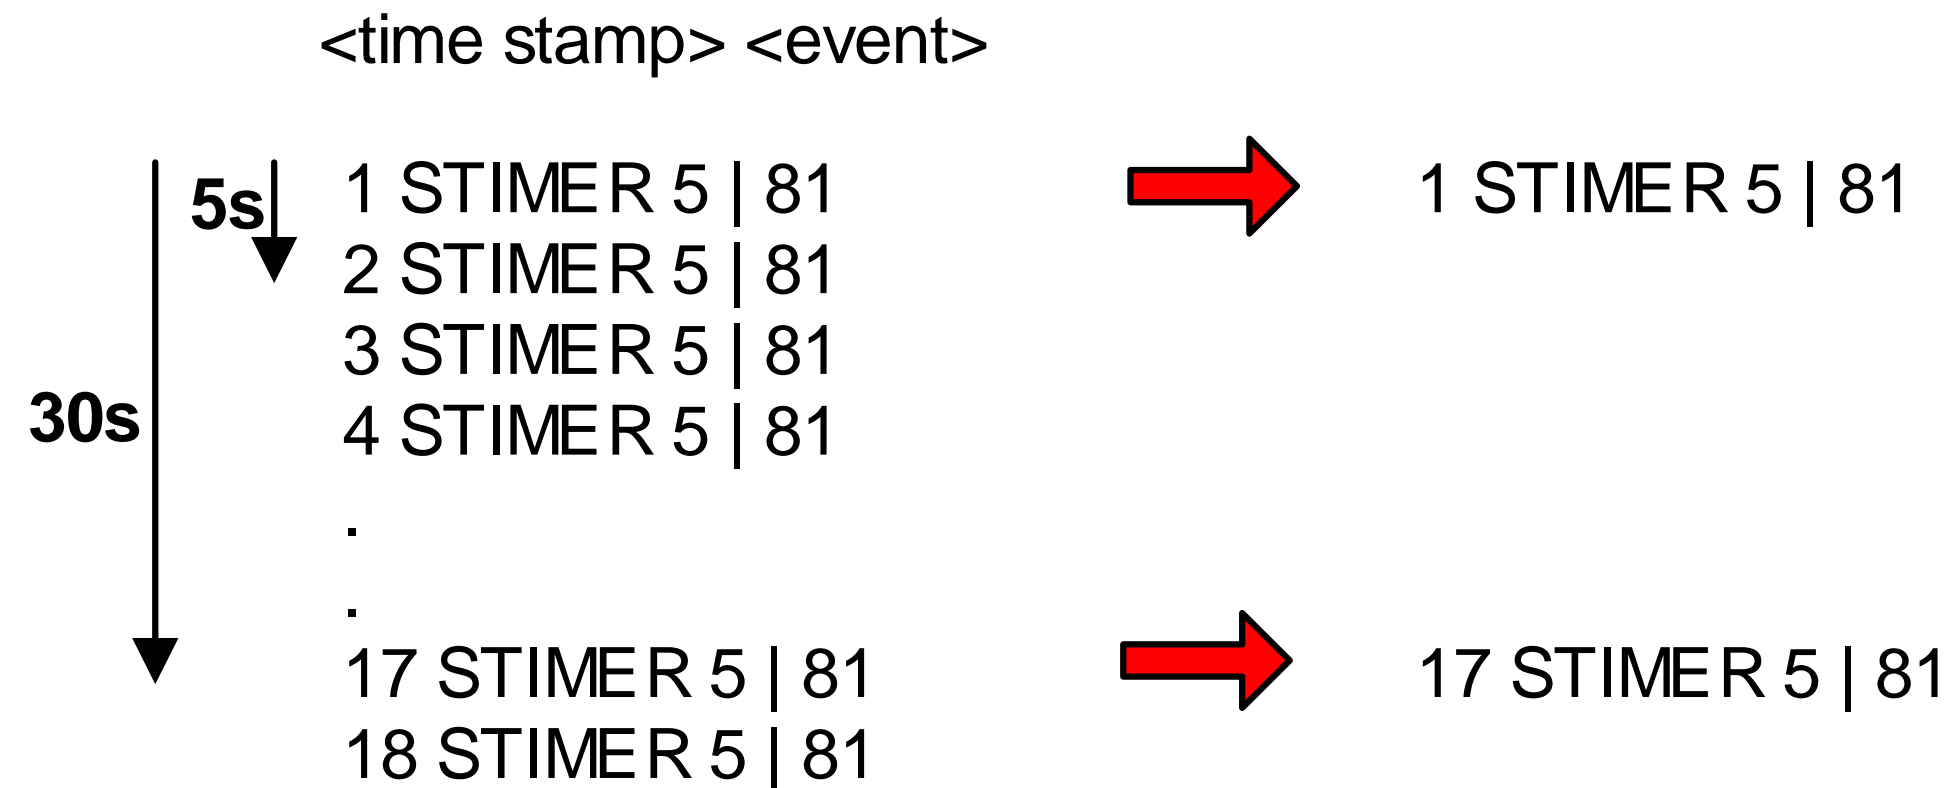 <time stamp> <event>
5s
1 STIMER 5 | 81
1 STIMER 5 | 81
2 STIMER 5 | 81
3 STIMER 5 | 81
30s
4 STIMER 5 | 81
.
.
17 STIMER 5 | 81
17 STIMER 5 | 81
18 STIMER 5 | 81